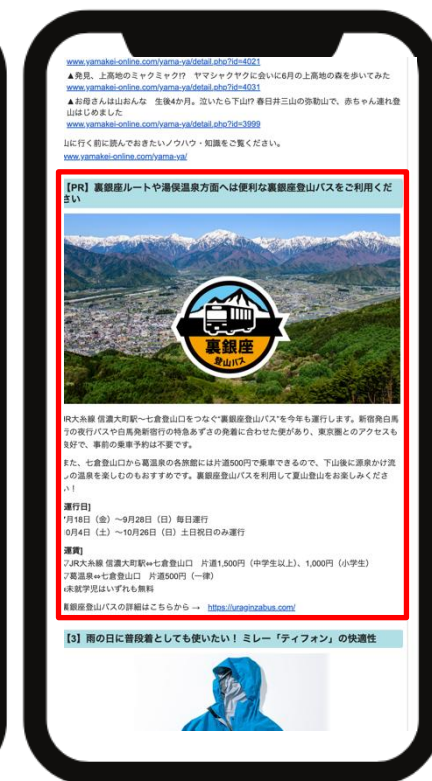 www.yamakei-online.com/yama-ya/detail.php?id=4021
▲発見、上高地のミャクミャク!? ヤマシャクヤクに会いに6月の上高地の森を歩いてみた
www.yamakei-online.com/yama-ya/detail.php?id=4031
▲お母さんは山おんな 生後4か月。泣いたら下山!? 春日井三山の弥勒山で、赤ちゃん連れ登
山はじめました
www.yamakei-online.com/yama-ya/detail.php?id=3999
山に行く前に読んでおきたいノウハウ・知識をご覧ください。
www.yamakei-online.com/yama-ya/
【PR】裏銀座ルートや湯俣温泉方面へは便利な裏銀座登山バスをご利用くだ
さい
裏銀座
登山バス
JR大糸線 信濃大町駅～七倉登山口をつなぐ"裏銀座登山バス"を今年も運行します。新宿発白馬
行の夜行バスや白馬発新宿行の特急あずさの発着に合わせた便があり、東京圏とのアクセスも
良好で、事前の乗車予約は不要です。
また、七倉登山口から葛温泉の各旅館には片道500円で乗車できるので、下山後に源泉かけ流
しの温泉を楽しむのもおすすめです。裏銀座登山バスを利用して夏山登山をお楽しみくださ
い！
運行日]
7月18日（金）～9月28日（日）毎日運行
10月4日（土）～10月26日（日）土日祝日のみ運行
運賃]
▽JR大糸線 信濃大町駅⇔七倉登山口 片道1,500円（中学生以上）、1,000円（小学生）
▽葛温泉⇔七倉登山口 片道500円（一律）
※未就学児はいずれも無料
裏銀座登山バスの詳細はこちらから → https://uraginzabus.com/
【3】雨の日に普段着としても使いたい！ ミレー「ティフォン」の快適性